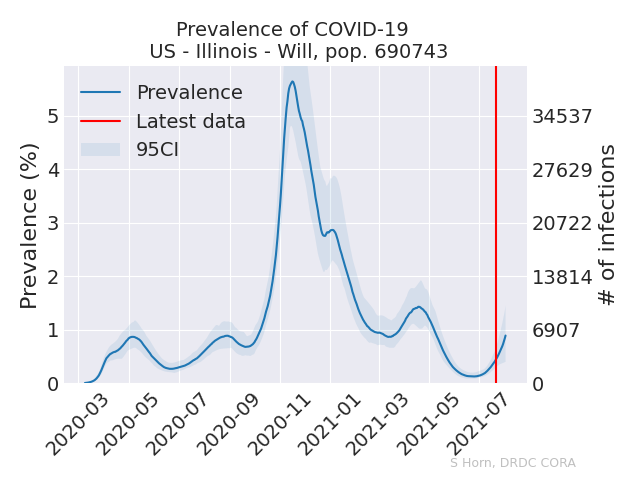 Prevalence of COVID-19
US - Illinois - Will, pop. 690743
Prevalence
Latest data
95CI
Prevalence (%)
5
4
3
2
1
0
34537
27629
20722
13814
6907
0
# of infections
2020-03
2020-05
2020-07
2020-09
2020-11
2021-01
2021-03
2021-05
2021-07
S Horn, DRDC CORA